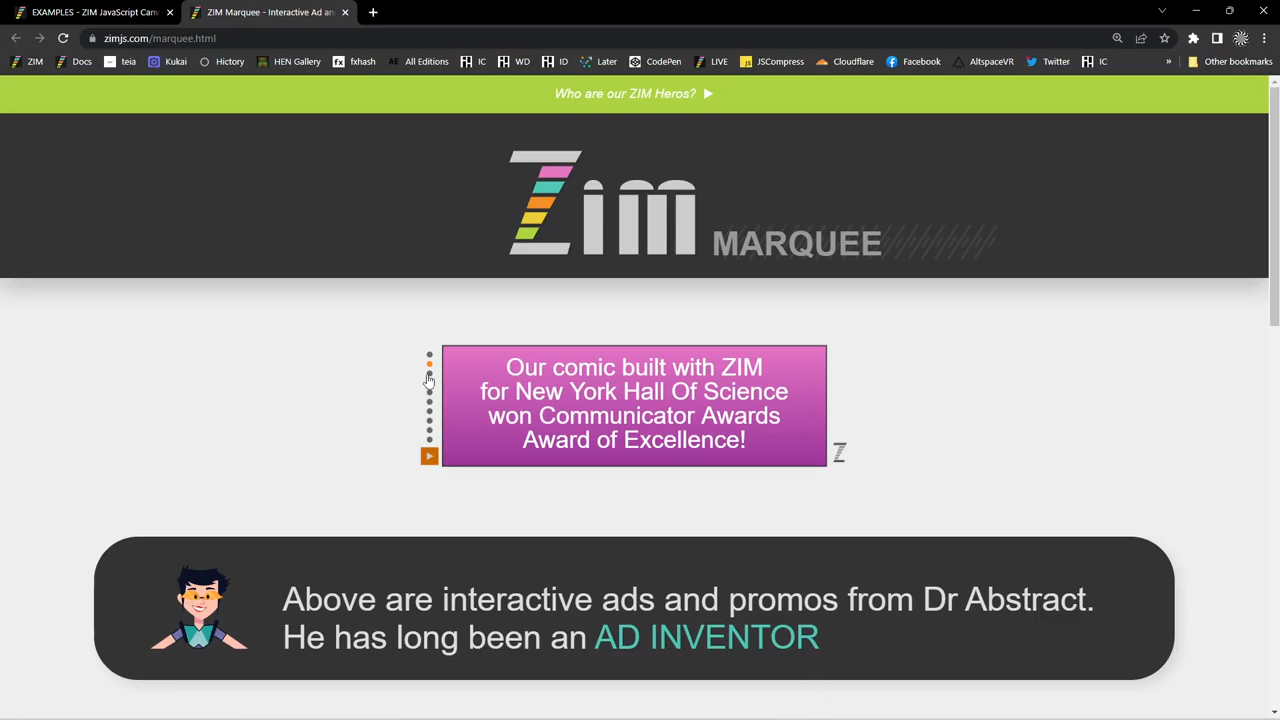 EXAMPLES - ZIM JavaScript Canv
ZIM Marquee - Interactive Ad an
zimjs.com/marquee.html
ZIM
Docs
teia
Kukai
Hictory
HEN Gallery
fx fxhash
AE All Editions
IC
WD
ID
Later
CodePen
LIVE
JS JSCompress
Cloudflare
Facebook
AltspaceVR
Twitter
IC
»
Other bookmarks
Who are our ZIM Heros?
Zim MARQUEE
Our comic built with ZIM
for New York Hall Of Science
won Communicator Awards
Award of Excellence!
Z
Above are interactive ads and promos from Dr Abstract.
He has long been an AD INVENTOR